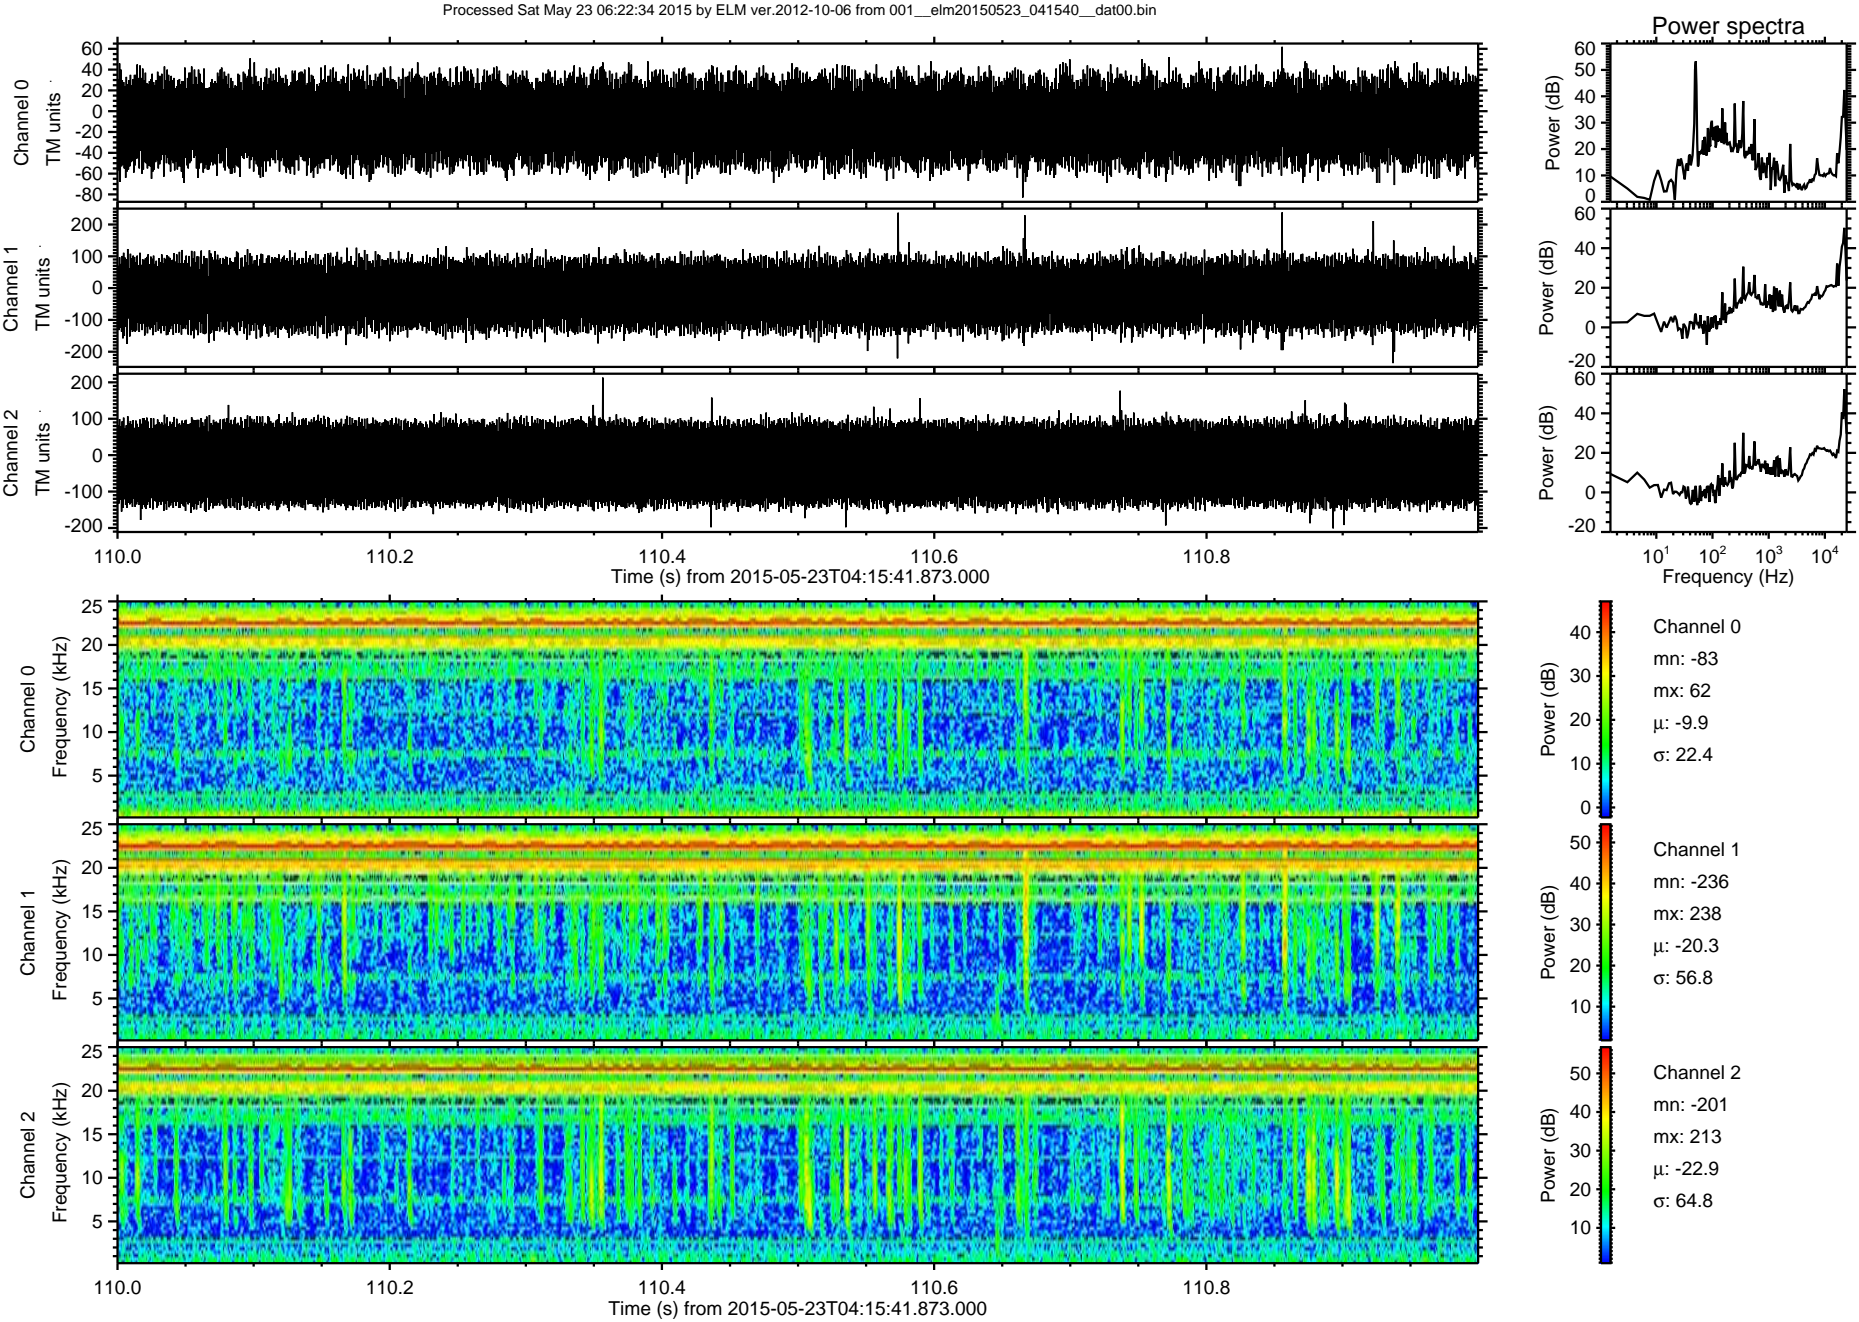 Processed Sat May 23 06:22:34 2015 by ELM ver.2012-10-06 from 001__elm20150523_041540__dat00.bin
Power spectra
Channel 0
TM units
60
40
20
0
-20
-40
-60
-80
Power (dB)
60
50
40
30
20
10
0
Channel 1
TM units
200
100
0
-100
-200
Power (dB)
60
40
20
0
-20
Channel 2
TM units
200
100
0
-100
-200
Power (dB)
60
40
20
0
-20
110.0 110.2 110.4 110.6 110.8
Time (s) from 2015-05-23T04:15:41.873.000
10¹ 10² 10³ 10⁴
Frequency (Hz)
Channel 0
Frequency (kHz)
25
20
15
10
5
Power (dB)
40
30
20
10
0
Channel 0
mn: -83
mx: 62
μ: -9.9
σ: 22.4
Channel 1
Frequency (kHz)
25
20
15
10
5
Power (dB)
50
40
30
20
10
Channel 1
mn: -236
mx: 238
μ: -20.3
σ: 56.8
Channel 2
Frequency (kHz)
25
20
15
10
5
Power (dB)
50
40
30
20
10
Channel 2
mn: -201
mx: 213
μ: -22.9
σ: 64.8
110.0 110.2 110.4 110.6 110.8
Time (s) from 2015-05-23T04:15:41.873.000